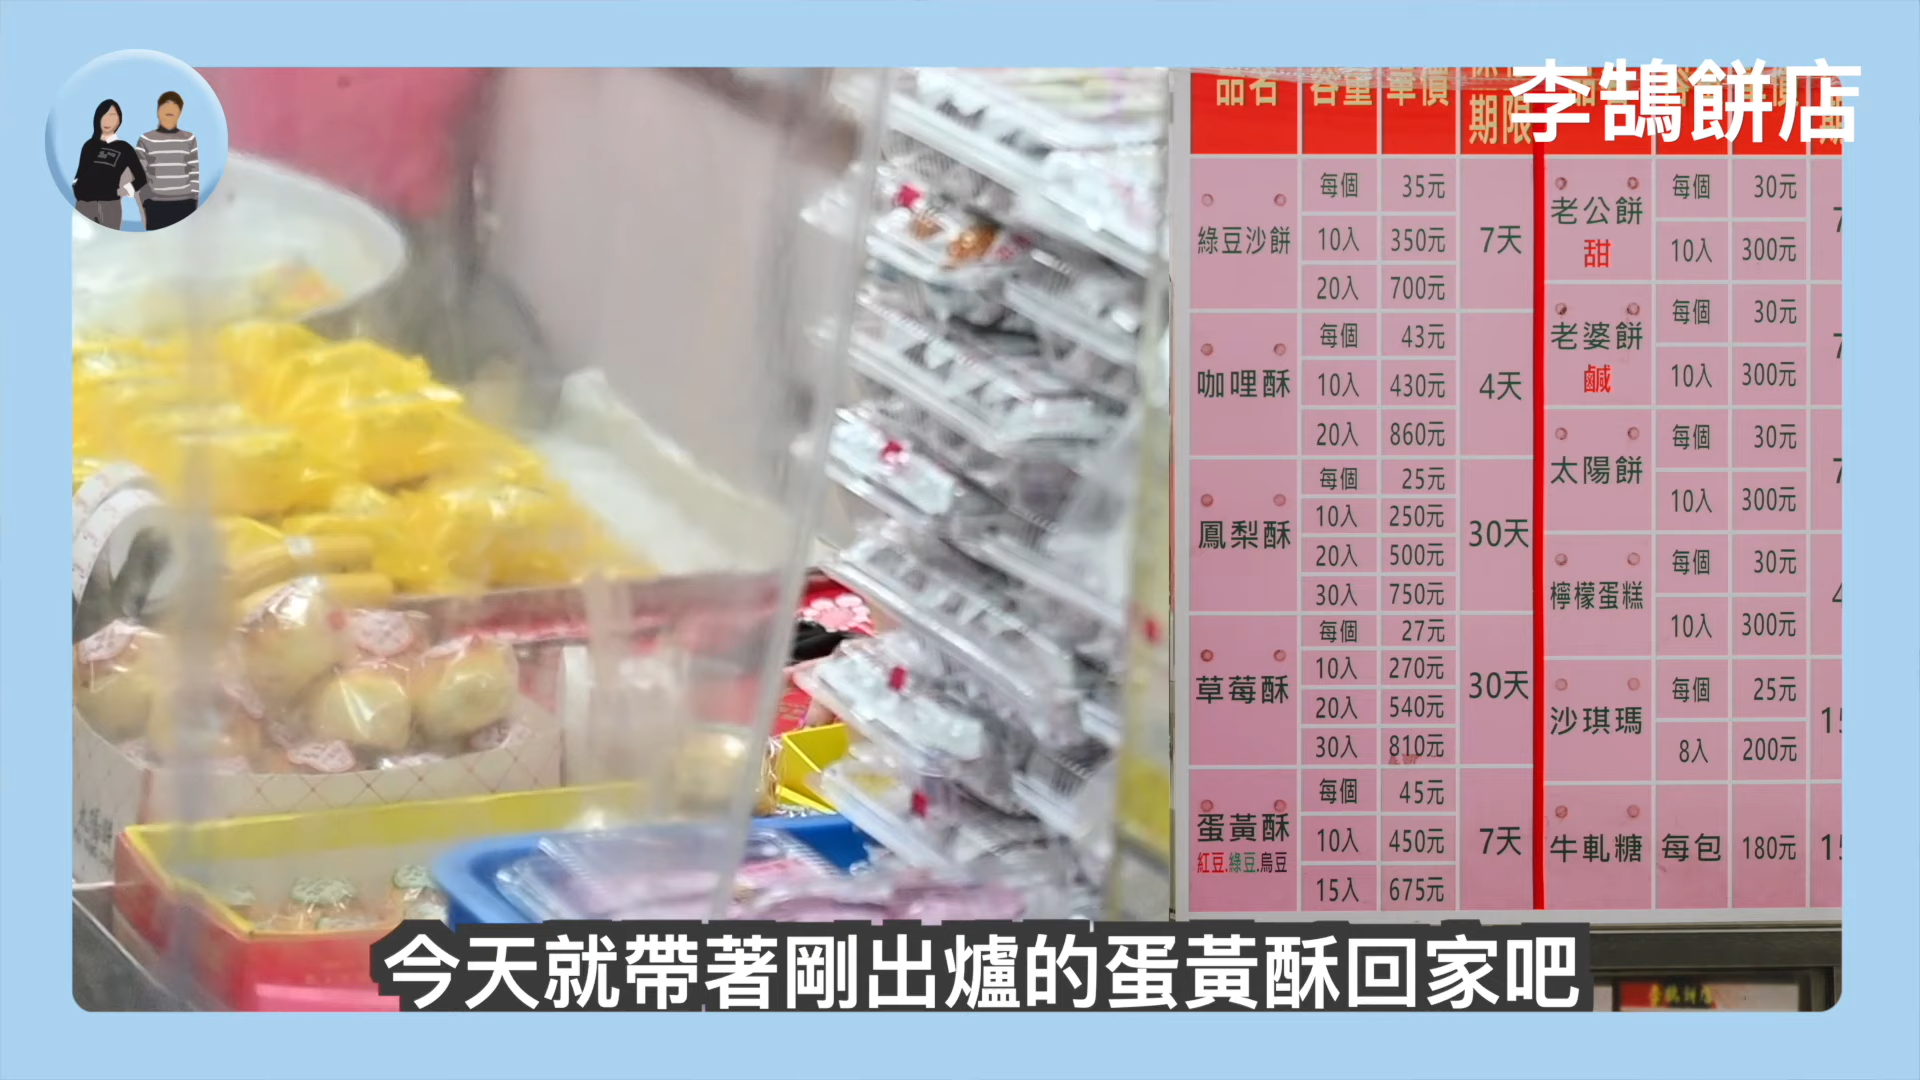 李鵠餅店
品名 容量 單價 期限
綠豆沙餅 每個 35元 7天
10入 350元
20入 700元
咖哩酥 每個 43元 4天
10入 430元
20入 860元
鳳梨酥 每個 25元 30天
10入 250元
20入 500元
30入 750元
草莓酥 每個 27元 30天
10入 270元
20入 540元
30入 810元
蛋黃酥 紅豆.綠豆.烏豆 每個 45元 7天
10入 450元
15入 675元
老公餅 甜 每個 30元
10入 300元
老婆餅 鹹 每個 30元
10入 300元
太陽餅 每個 30元
10入 300元
檸檬蛋糕 每個 30元
10入 300元
沙琪瑪 每個 25元
8入 200元
牛軋糖 每包 180元
今天就帶著剛出爐的蛋黃酥回家吧
李鵠餅店